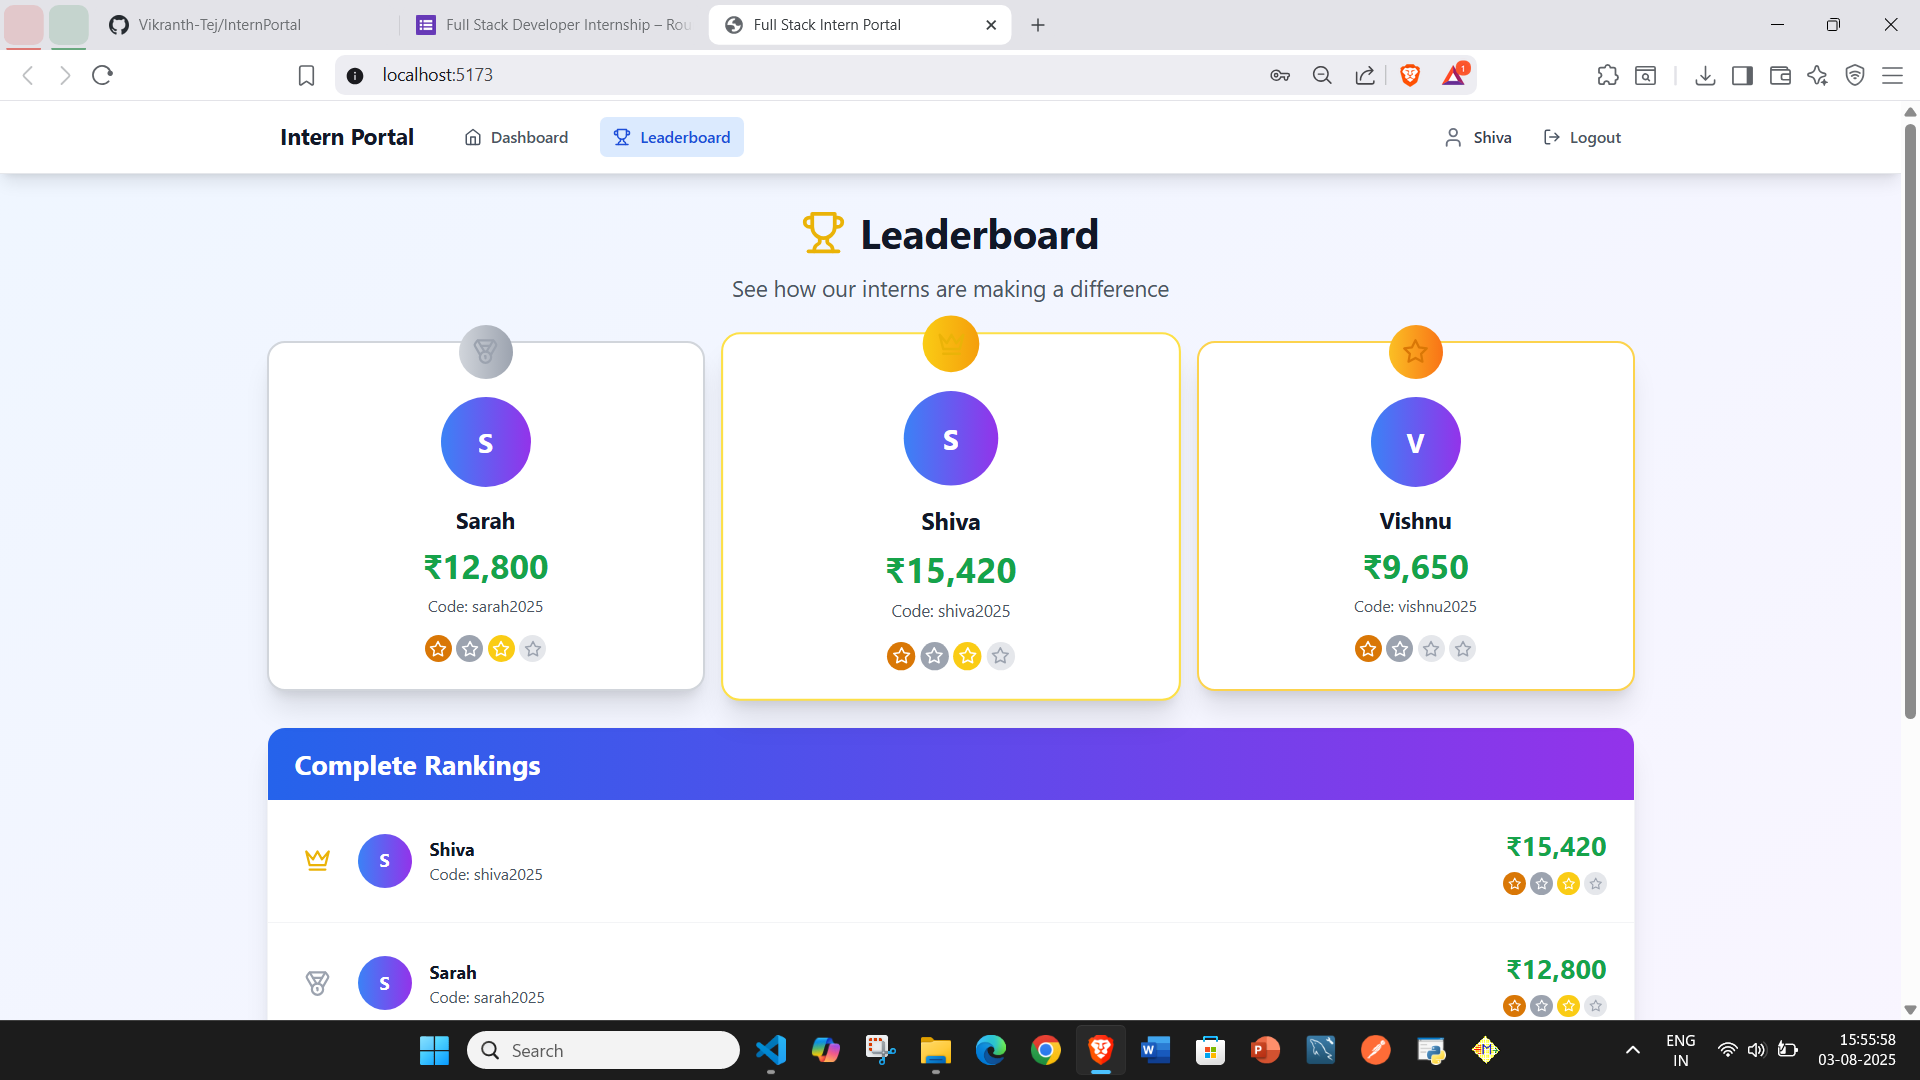 Vikranth-Tej/InternPortal
Full Stack Developer Internship – Rou
Full Stack Intern Portal
localhost:5173
1
Intern Portal
Dashboard
Leaderboard
Shiva
Logout
Leaderboard
See how our interns are making a difference
S
Sarah
₹12,800
Code: sarah2025
S
Shiva
₹15,420
Code: shiva2025
V
Vishnu
₹9,650
Code: vishnu2025
Complete Rankings
S
Shiva
Code: shiva2025
₹15,420
S
Sarah
Code: sarah2025
₹12,800
Search
ENG
IN
15:55:58
03-08-2025